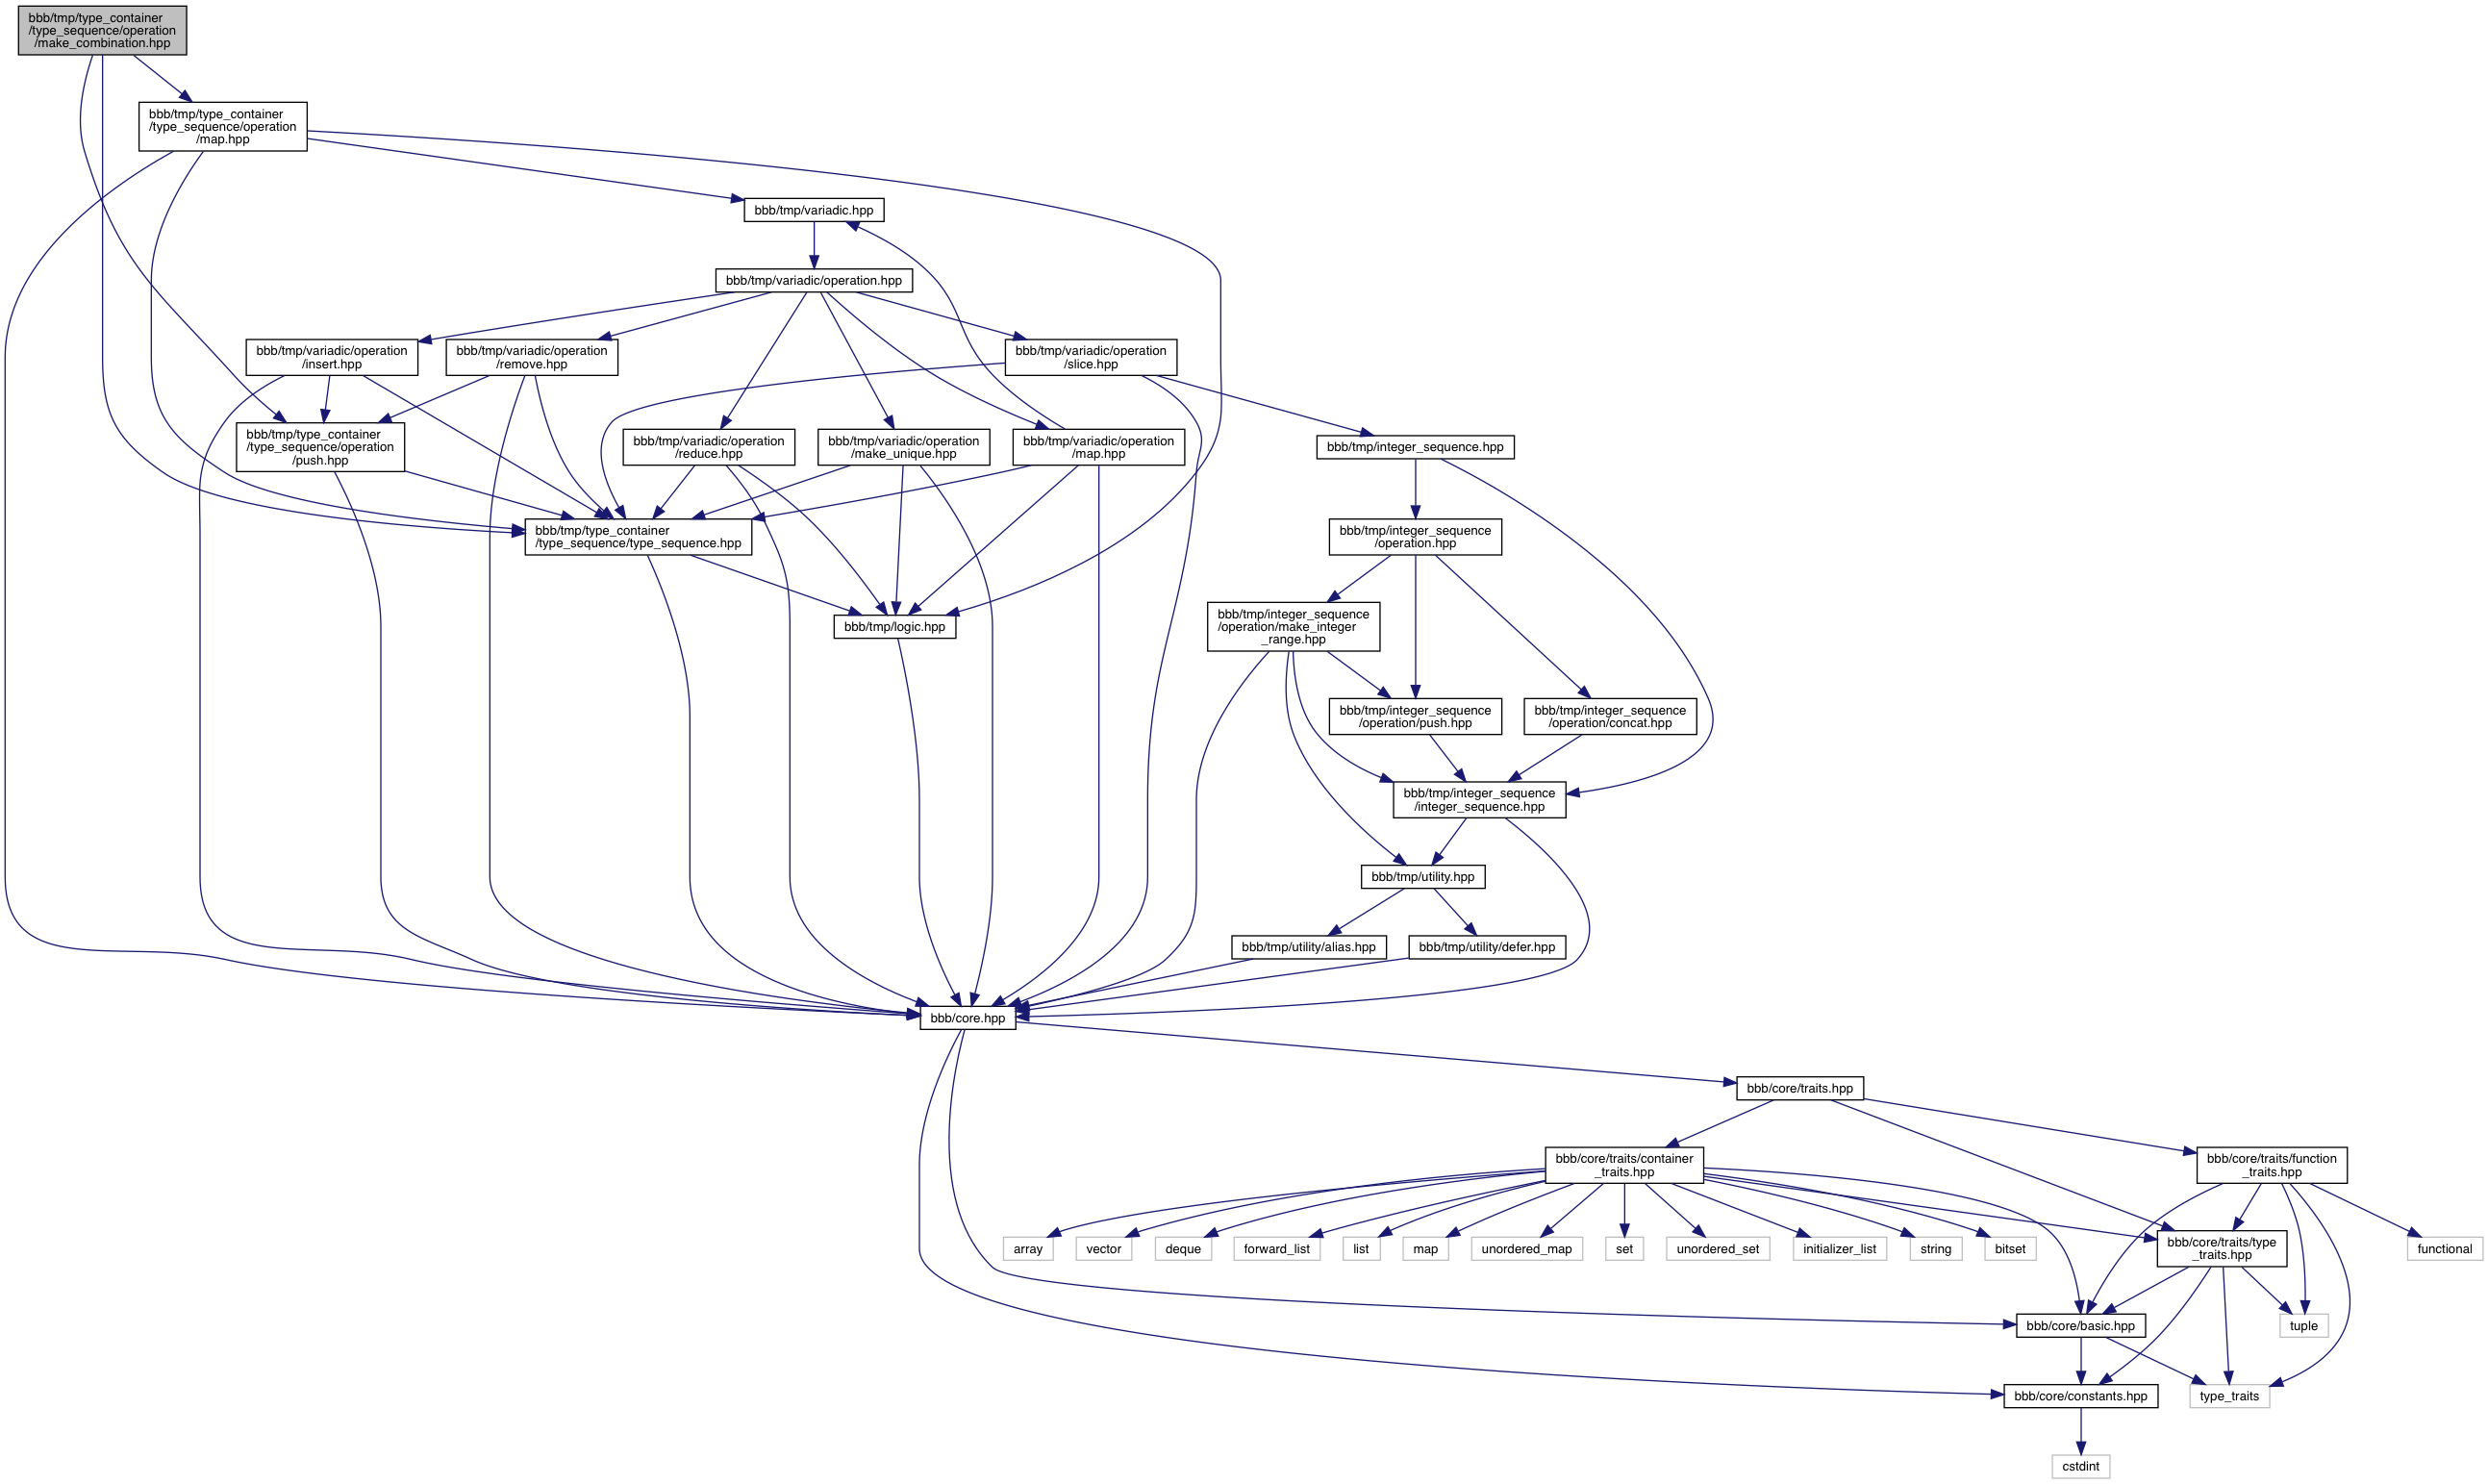 bbb/tmp/type_container
/type_sequence/operation
/make_combination.hpp
bbb/tmp/type_container
/type_sequence/operation
/map.hpp
bbb/tmp/variadic.hpp
bbb/tmp/variadic/operation.hpp
bbb/tmp/variadic/operation
/insert.hpp
bbb/tmp/variadic/operation
/remove.hpp
bbb/tmp/variadic/operation
/slice.hpp
bbb/tmp/type_container
/type_sequence/operation
/push.hpp
bbb/tmp/variadic/operation
/reduce.hpp
bbb/tmp/variadic/operation
/make_unique.hpp
bbb/tmp/variadic/operation
/map.hpp
bbb/tmp/integer_sequence.hpp
bbb/tmp/type_container
/type_sequence/type_sequence.hpp
bbb/tmp/integer_sequence
/operation.hpp
bbb/tmp/logic.hpp
bbb/tmp/integer_sequence
/operation/make_integer
_range.hpp
bbb/tmp/integer_sequence
/operation/push.hpp
bbb/tmp/integer_sequence
/operation/concat.hpp
bbb/tmp/integer_sequence
/integer_sequence.hpp
bbb/tmp/utility.hpp
bbb/tmp/utility/alias.hpp
bbb/tmp/utility/defer.hpp
bbb/core.hpp
bbb/core/traits.hpp
bbb/core/traits/container
_traits.hpp
bbb/core/traits/function
_traits.hpp
array
vector
deque
forward_list
list
map
unordered_map
set
unordered_set
initializer_list
string
bitset
bbb/core/traits/type
_traits.hpp
functional
bbb/core/basic.hpp
tuple
bbb/core/constants.hpp
type_traits
cstdint